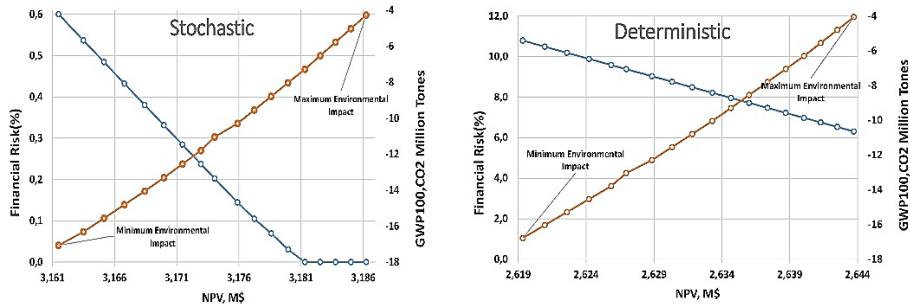 Stochastic
0,6
0,5
0,4
0,3
0,2
0,1
0,0
Financial Risk(%)
-4
-6
-8
-10
-12
-14
-16
-18
GWP100,CO2 Million Tones
Maximum Environmental
Impact
Minimum Environmental
Impact
3,161
3,166
3,171
3,176
3,181
3,186
NPV, M$
Deterministic
12,0
10,0
8,0
6,0
4,0
2,0
0,0
Financial Risk(%)
-4
-6
-8
-10
-12
-14
-16
-18
GWP100,CO2 Million Tones
Maximum Environmental
Impact
Minimum Environmental
Impact
2,619
2,624
2,629
2,634
2,639
2,644
NPV, M$